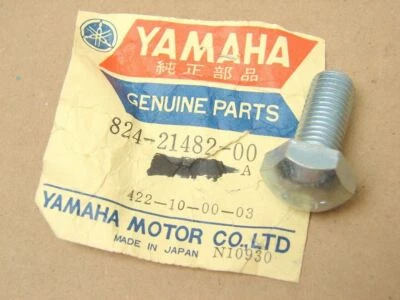 YAMAHA
純正部品
GENUINE PARTS
824-21482-00
A
422-10-00-03
YAMAHA MOTOR CO.,LTD
MADE IN JAPAN N10930